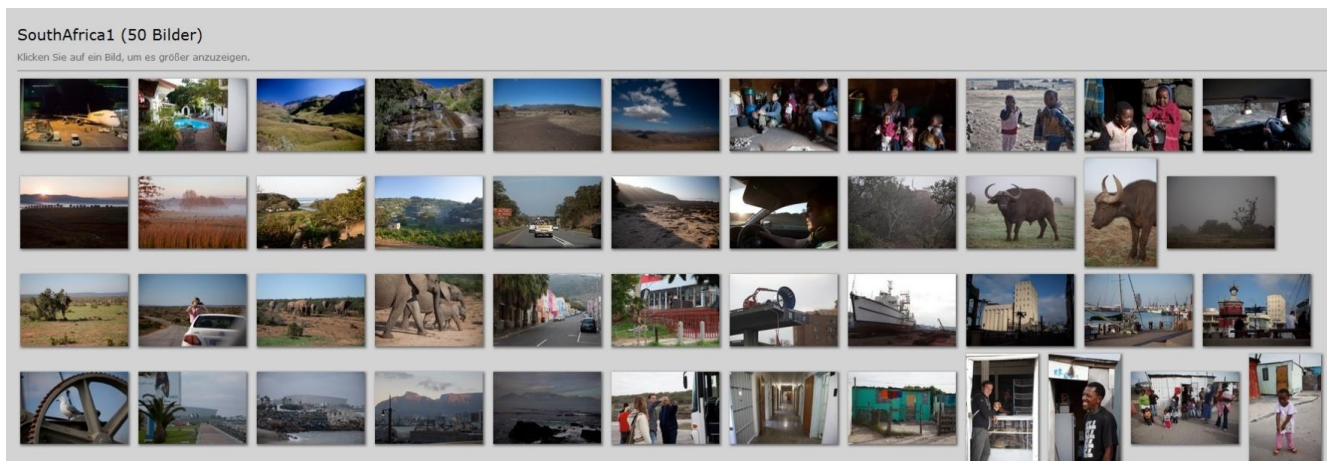 SouthAfrica1 (50 Bilder)
Klicken Sie auf ein Bild, um es größer anzuzeigen.